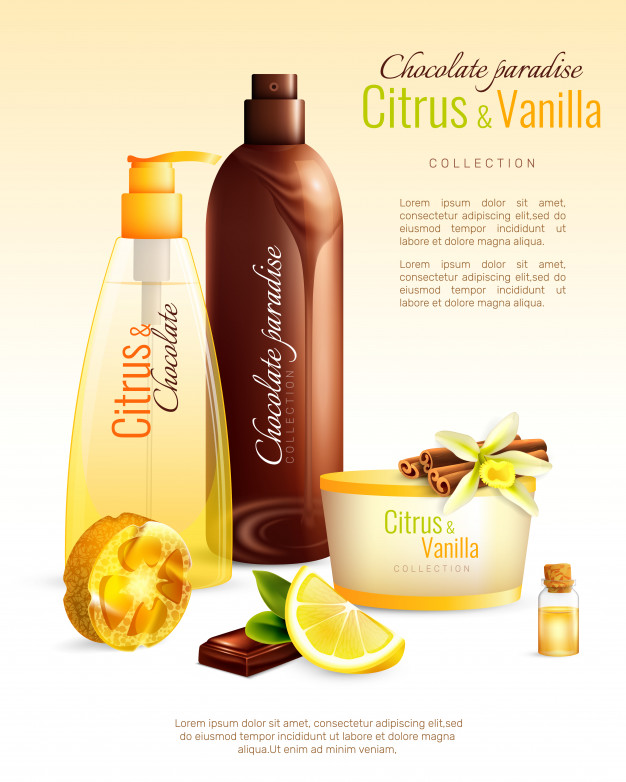 Chocolate paradise
Citrus & Vanilla
COLLECTION
Lorem ipsum dolor sit amet,
consectetur adipiscing elit,sed do
eiusmod tempor incididunt ut
labore et dolore magna aliqua.
Lorem ipsum dolor sit amet,
consectetur adipiscing elit,sed do
eiusmod tempor incididunt ut
labore et dolore magna aliqua.
Citrus &
Chocolate
Chocolate paradise
COLLECTION
Citrus &
Vanilla
COLLECTION
Lorem ipsum dolor sit amet, consectetur adipiscing elit,sed
do eiusmod tempor incididunt ut labore et dolore magna
aliqua.Ut enim ad minim veniam,